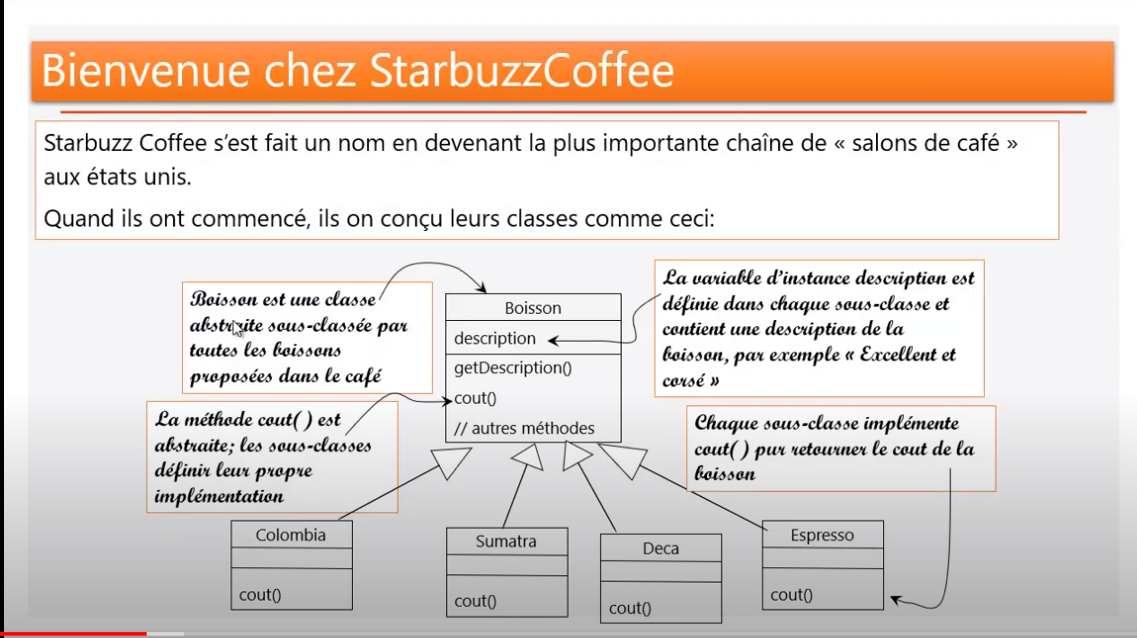 Bienvenue chez StarbuzzCoffee
Starbuzz Coffee s'est fait un nom en devenant la plus importante chaîne de « salons de café »
aux états unis.
Quand ils ont commencé, ils on conçu leurs classes comme ceci:
Boisson est une classe
abstraite sous-classée par
toutes les boissons
proposées dans le café
La variable d'instance description est
définie dans chaque sous-classe et
contient une description de la
boisson, par exemple « Excellent et
corsé »
Boisson
description
getDescription()
cout()
// autres méthodes
La méthode cout( ) est
abstraite; les sous-classes
définir leur propre
implémentation
Chaque sous-classe implémente
cout( ) pur retourner le cout de la
boisson
Colombia
cout()
Sumatra
cout()
Deca
cout()
Espresso
cout()